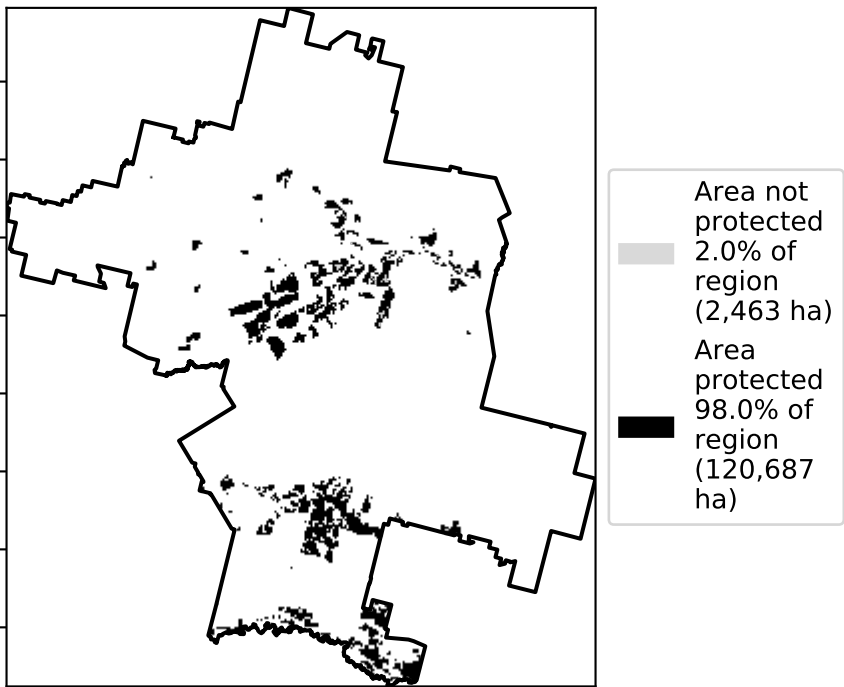 Area not
protected
2.0% of
region
(2,463 ha)
Area
protected
98.0% of
region
(120,687
ha)